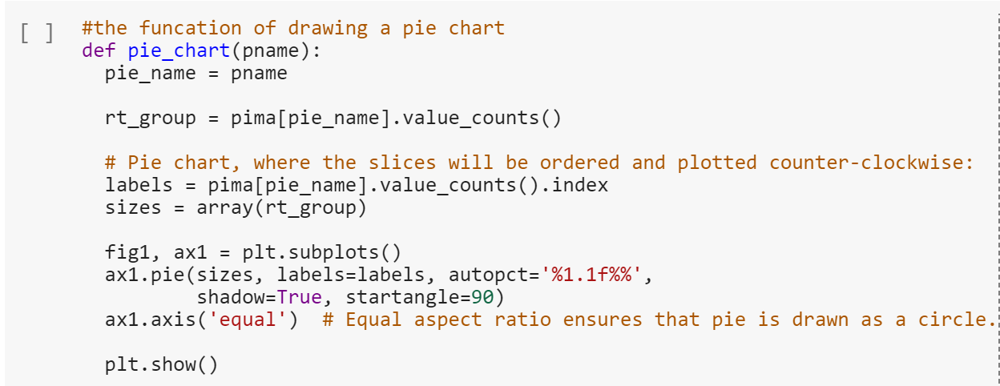 [ ] #the funcation of drawing a pie chart
def pie_chart(pname):
  pie_name = pname

  rt_group = pima[pie_name].value_counts()

  # Pie chart, where the slices will be ordered and plotted counter-clockwise:
  labels = pima[pie_name].value_counts().index
  sizes = array(rt_group)

  fig1, ax1 = plt.subplots()
  ax1.pie(sizes, labels=labels, autopct='%1.1f%%',
          shadow=True, startangle=90)
  ax1.axis('equal')  # Equal aspect ratio ensures that pie is drawn as a circle.

  plt.show()